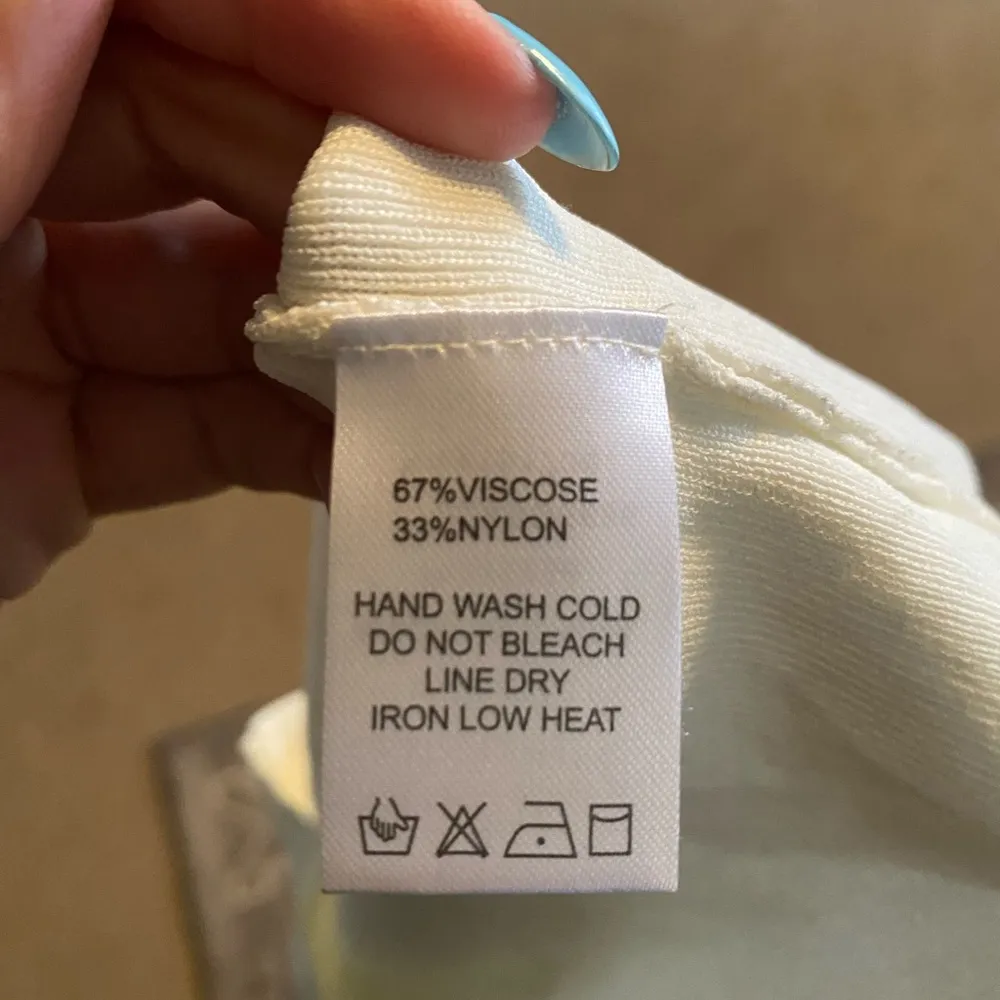 67%VISCOSE
33%NYLON
HAND WASH COLD
DO NOT BLEACH
LINE DRY
IRON LOW HEAT